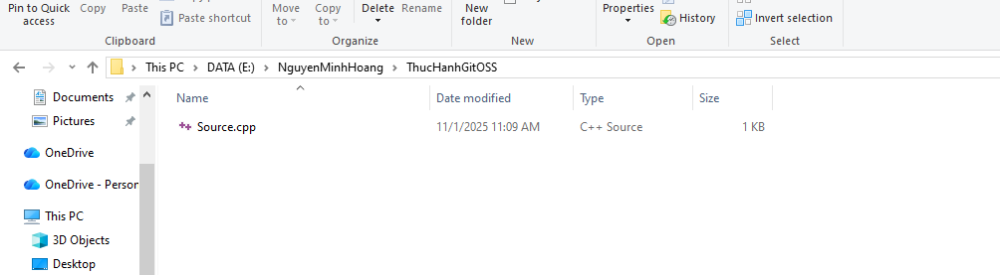 Pin to Quick access
Copy
Paste
Paste shortcut
Move to
Copy to
Delete
Rename
New folder
Properties
History
Invert selection
Clipboard
Organize
New
Open
Select
This PC > DATA (E:) > NguyenMinhHoang > ThucHanhGitOSS
Documents
Pictures
OneDrive
OneDrive - Person
This PC
3D Objects
Desktop
Name Date modified Type Size
Source.cpp 11/1/2025 11:09 AM C++ Source 1 KB